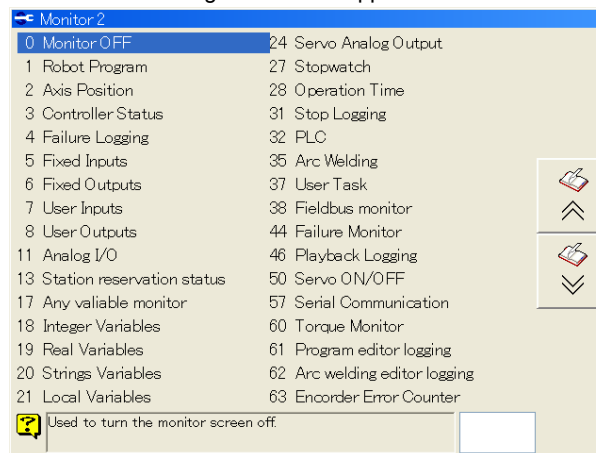 Monitor 2
0 Monitor OFF
1 Robot Program
2 Axis Position
3 Controller Status
4 Failure Logging
5 Fixed Inputs
6 Fixed Outputs
7 User Inputs
8 User Outputs
11 Analog I/O
13 Station reservation status
17 Any valiable monitor
18 Integer Variables
19 Real Variables
20 Strings Variables
21 Local Variables
24 Servo Analog Output
27 Stopwatch
28 Operation Time
31 Stop Logging
32 PLC
35 Arc Welding
37 User Task
38 Fieldbus monitor
44 Failure Monitor
46 Playback Logging
50 Servo ON/OFF
57 Serial Communication
60 Torque Monitor
61 Program editor logging
62 Arc welding editor logging
63 Encorder Error Counter
Used to turn the monitor screen off.